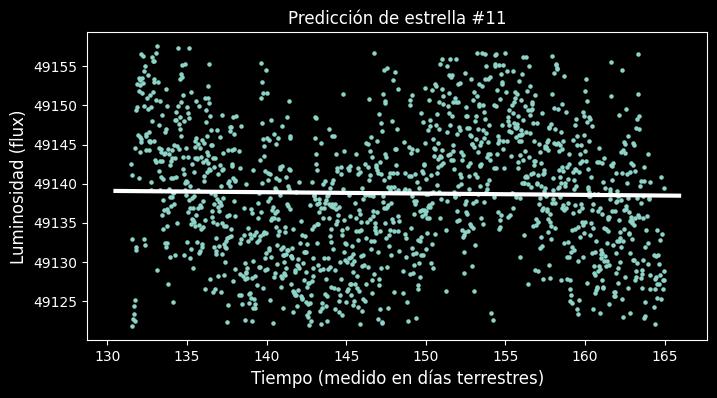 Predicción de estrella #11
Luminosidad (flux)
49155
49150
49145
49140
49135
49130
49125
130 135 140 145 150 155 160 165
Tiempo (medido en días terrestres)